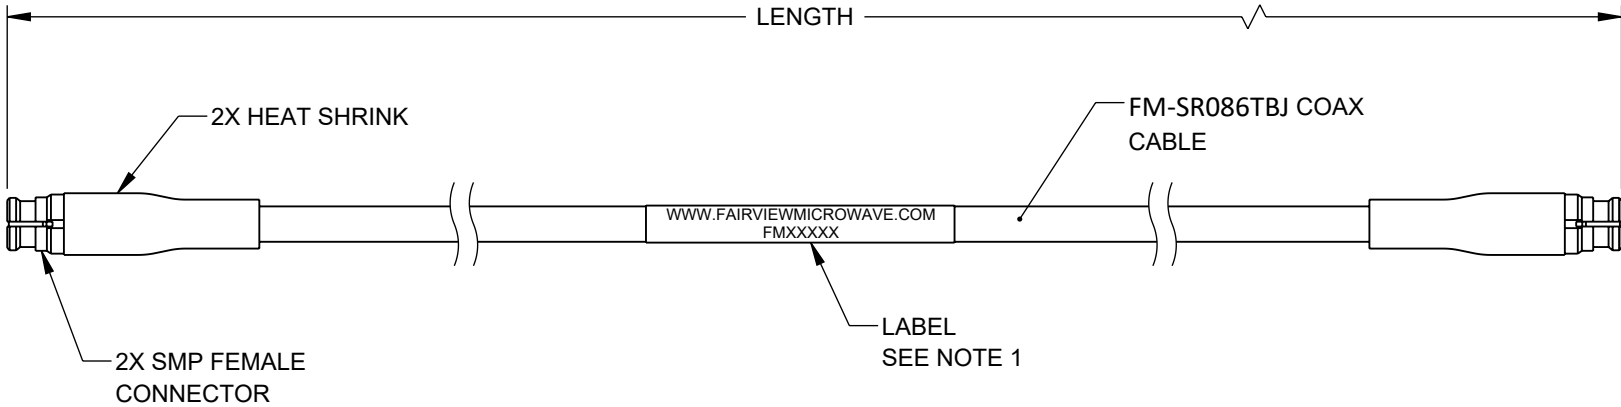 LENGTH
2X HEAT SHRINK
FM-SR086TBJ COAX
CABLE
WWW.FAIRVIEWMICROWAVE.COM
FMXXXXX
LABEL
SEE NOTE 1
2X SMP FEMALE
CONNECTOR